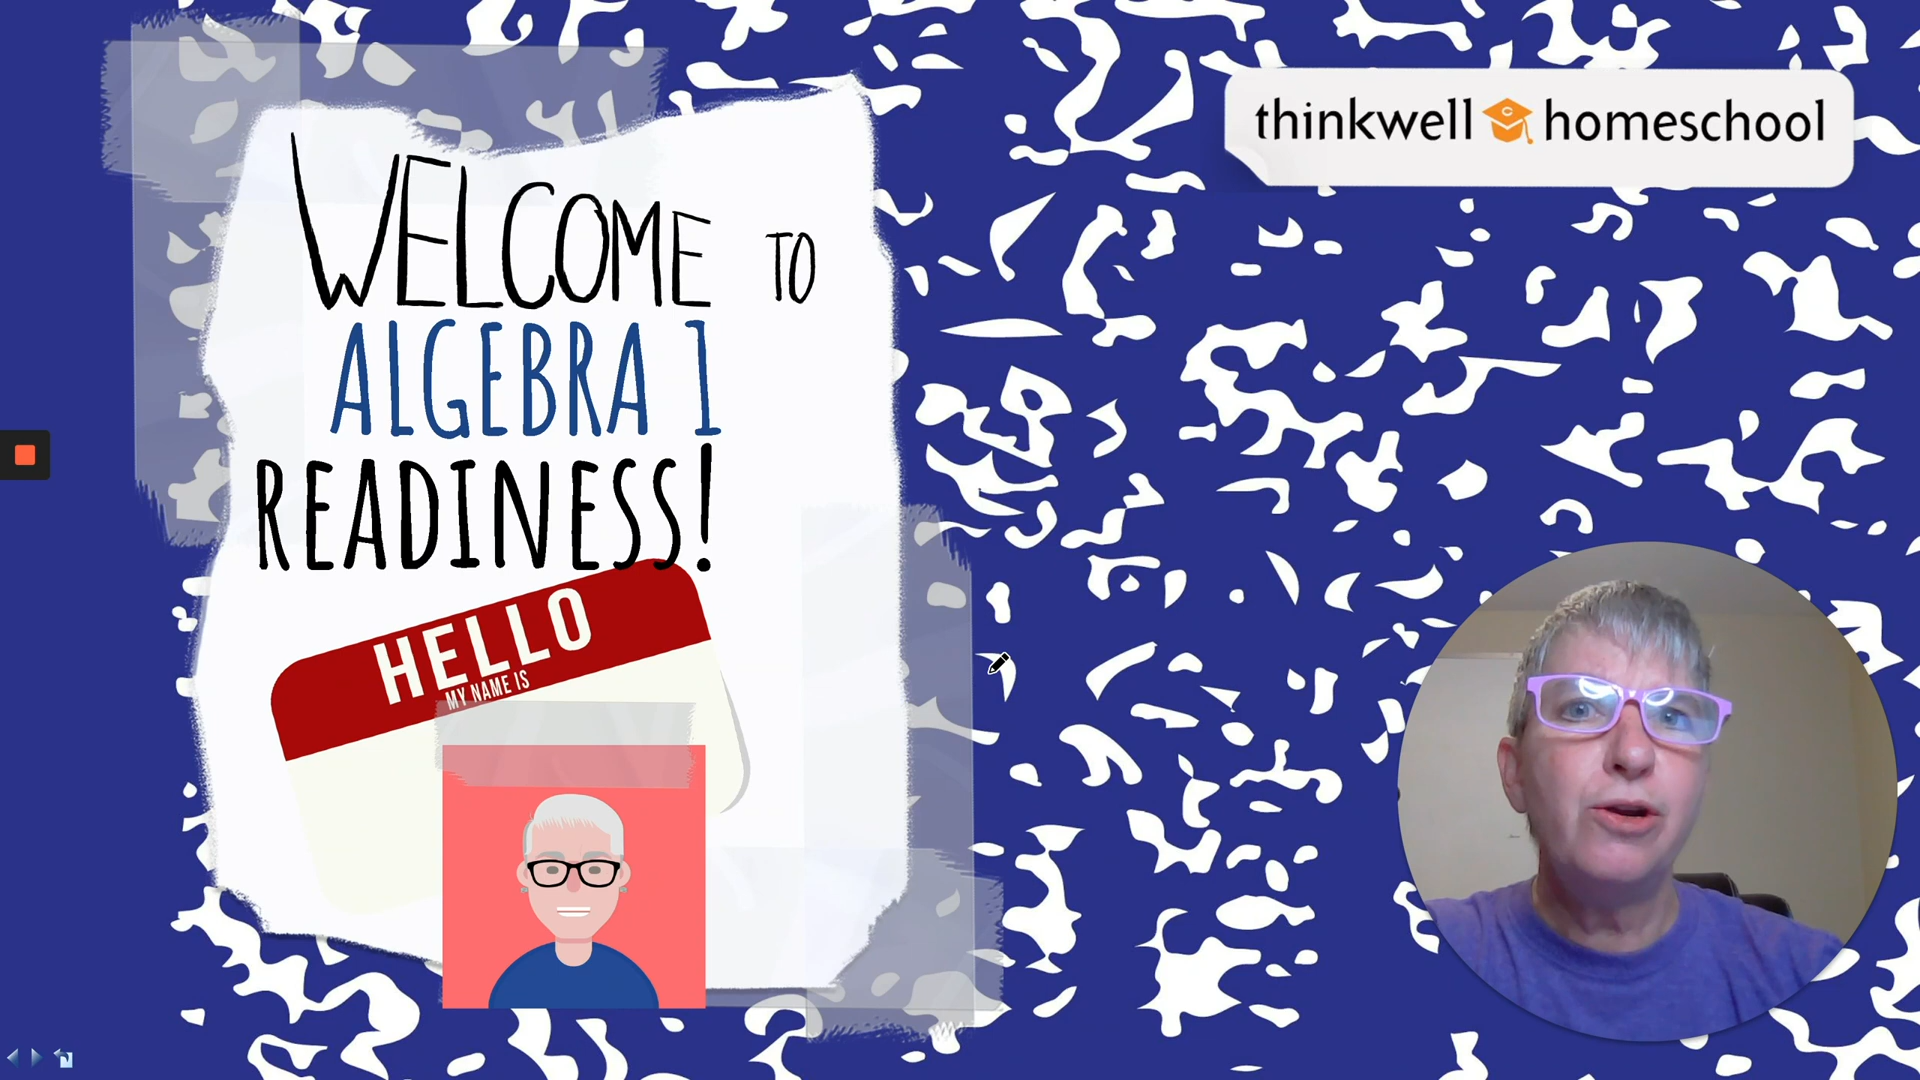 thinkwell homeschool
WELCOME TO
ALGEBRA 1
READINESS!
HELLO
MY NAME IS